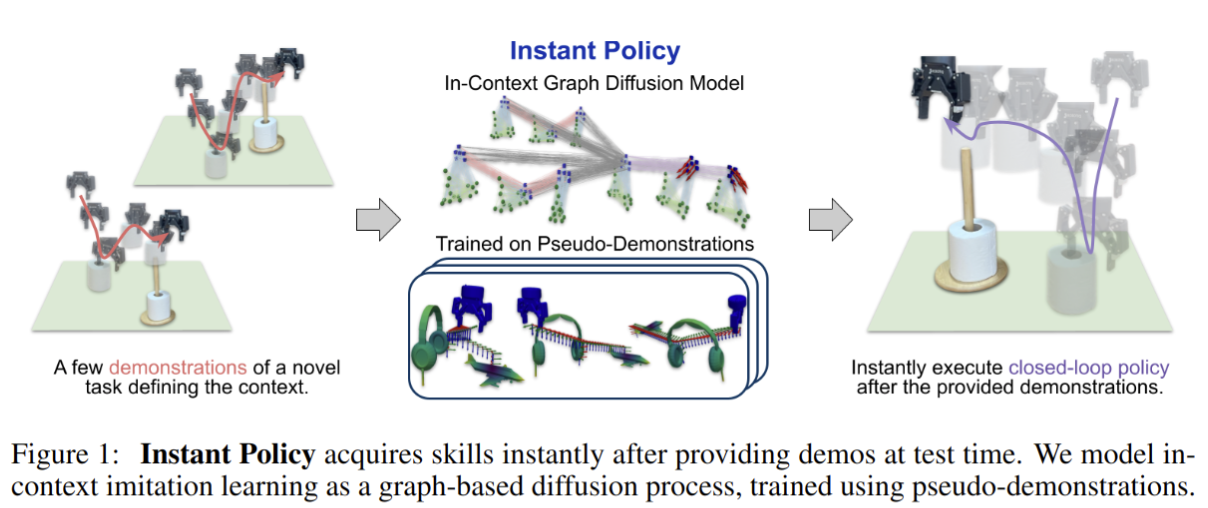 Instant Policy
In-Context Graph Diffusion Model
Trained on Pseudo-Demonstrations
A few demonstrations of a novel
task defining the context.
Instantly execute closed-loop policy
after the provided demonstrations.
Figure 1: Instant Policy acquires skills instantly after providing demos at test time. We model in-
context imitation learning as a graph-based diffusion process, trained using pseudo-demonstrations.